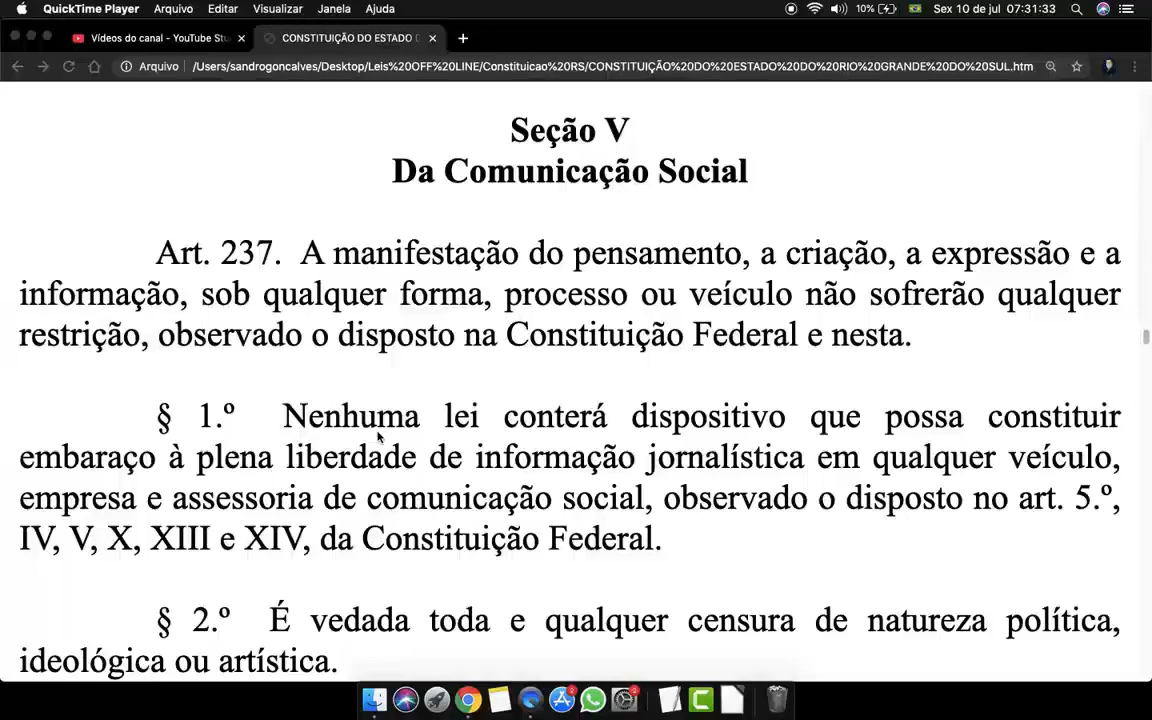 QuickTime Player Arquivo Editar Visualizar Janela Ajuda 10% Sex 10 de jul 07:31:33
Vídeos do canal - YouTube Stu CONSTITUIÇÃO DO ESTADO
Arquivo /Users/sandrogoncalves/Desktop/Leis%20OFF%20LINE/Constituicao%20RS/CONSTITUIÇÃO%20DO%20ESTADO%20DO%20RIO%20GRANDE%20DO%20SUL.htm
Seção V
Da Comunicação Social
Art. 237. A manifestação do pensamento, a criação, a expressão e a
informação, sob qualquer forma, processo ou veículo não sofrerão qualquer
restrição, observado o disposto na Constituição Federal e nesta.
§ 1.º Nenhuma lei conterá dispositivo que possa constituir
embaraço à plena liberdade de informação jornalística em qualquer veículo,
empresa e assessoria de comunicação social, observado o disposto no art. 5.º,
IV, V, X, XIII e XIV, da Constituição Federal.
§ 2.º É vedada toda e qualquer censura de natureza política,
ideológica ou artística.